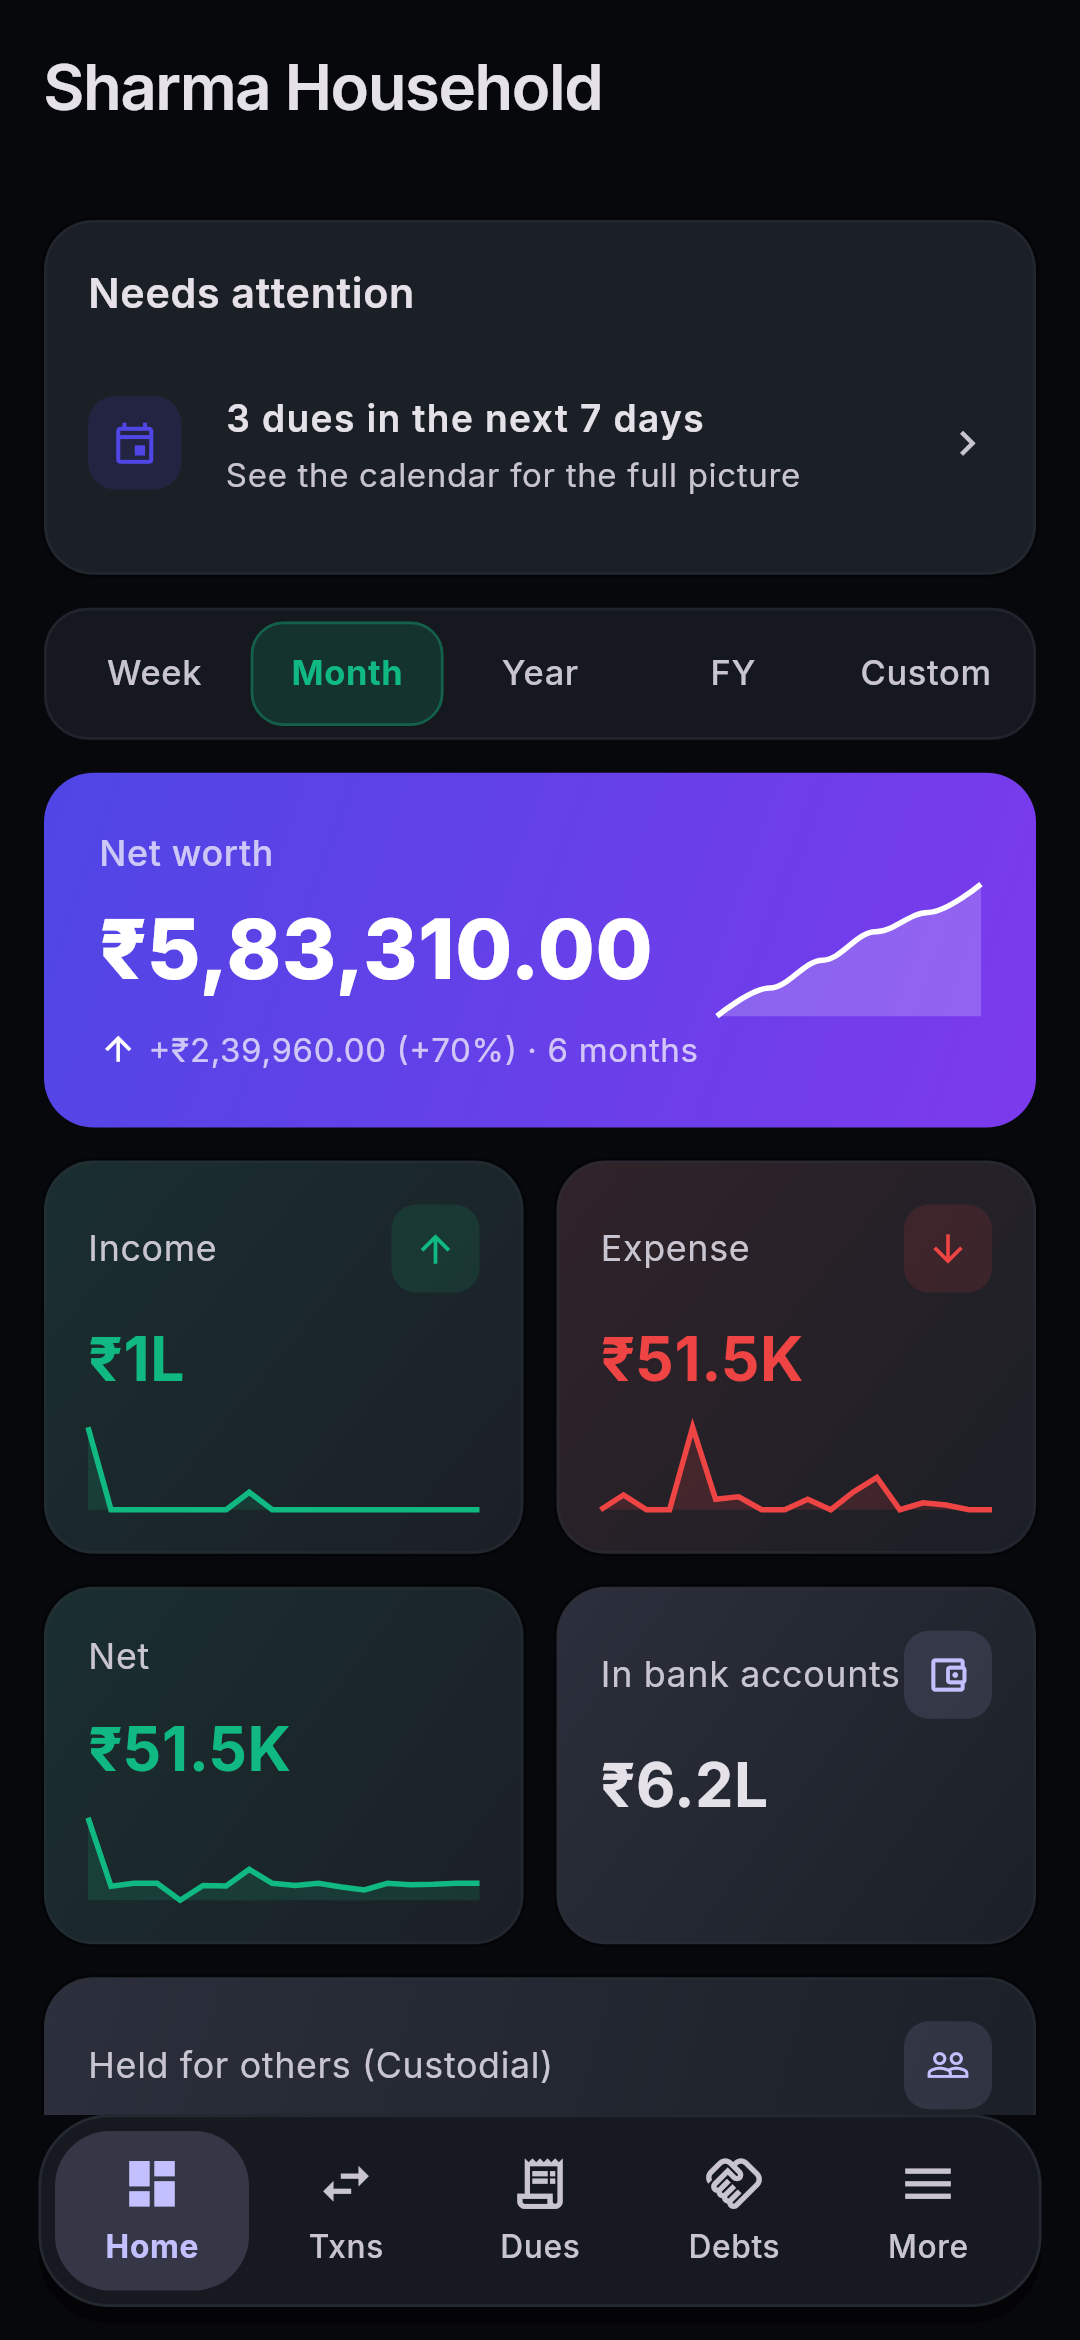 Sharma Household
Needs attention
3 dues in the next 7 days
See the calendar for the full picture
Week Month Year FY Custom
Net worth
₹5,83,310.00
+₹2,39,960.00 (+70%) · 6 months
Income
₹1L
Expense
₹51.5K
Net
₹51.5K
In bank accounts
₹6.2L
Held for others (Custodial)
Home Txns Dues Debts More